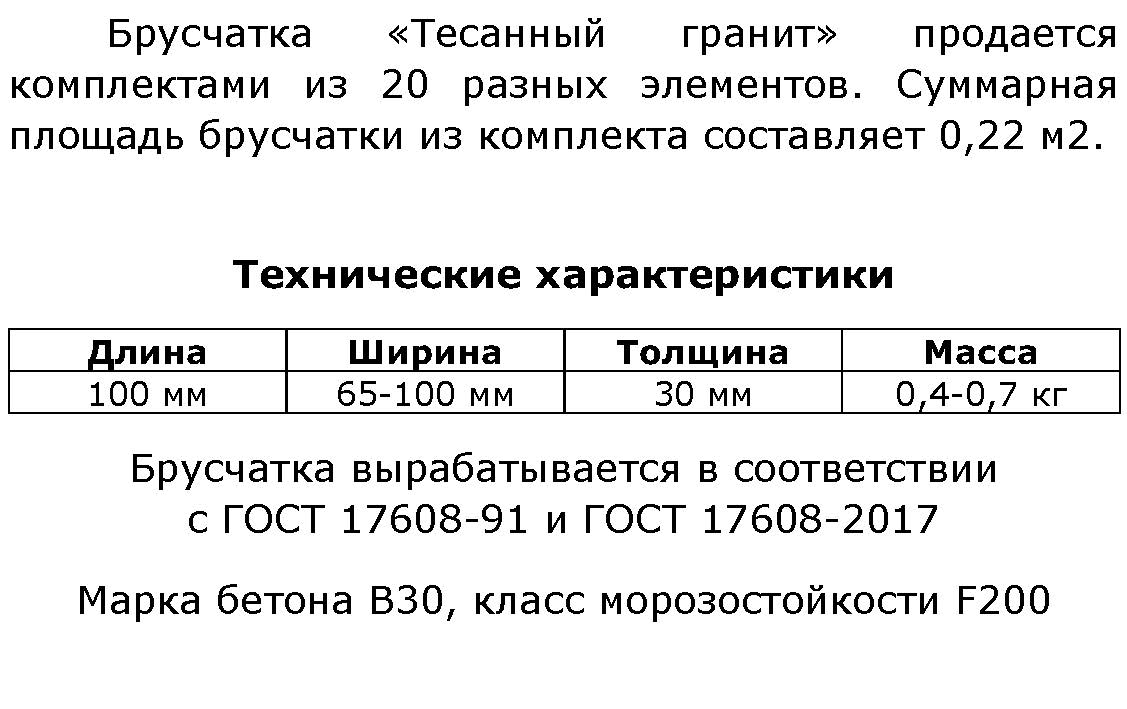 Брусчатка «Тесанный гранит» продается
комплектами из 20 разных элементов. Суммарная
площадь брусчатки из комплекта составляет 0,22 м2.
Технические характеристики
Длина Ширина Толщина Масса
100 мм 65-100 мм 30 мм 0,4-0,7 кг
Брусчатка вырабатывается в соответствии
с ГОСТ 17608-91 и ГОСТ 17608-2017
Марка бетона В30, класс морозостойкости F200